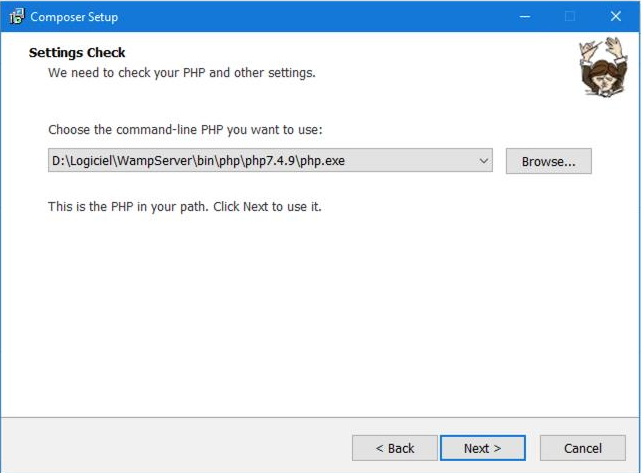 Composer Setup
Settings Check
We need to check your PHP and other settings.
Choose the command-line PHP you want to use:
D:\Logiciel\WampServer\bin\php\php7.4.9\php.exe
Browse...
This is the PHP in your path. Click Next to use it.
< Back
Next >
Cancel